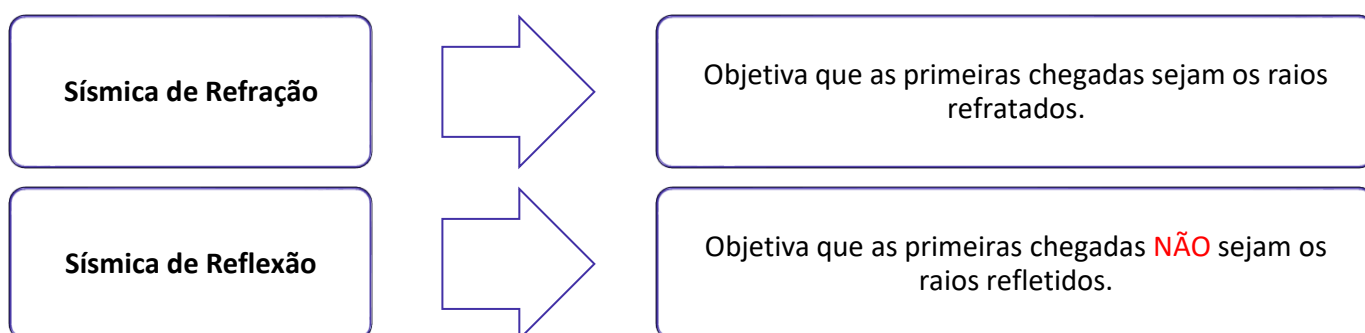 Sísmica de Refração
Objetiva que as primeiras chegadas sejam os raios
refratados.
Sísmica de Reflexão
Objetiva que as primeiras chegadas NÃO sejam os
raios refletidos.